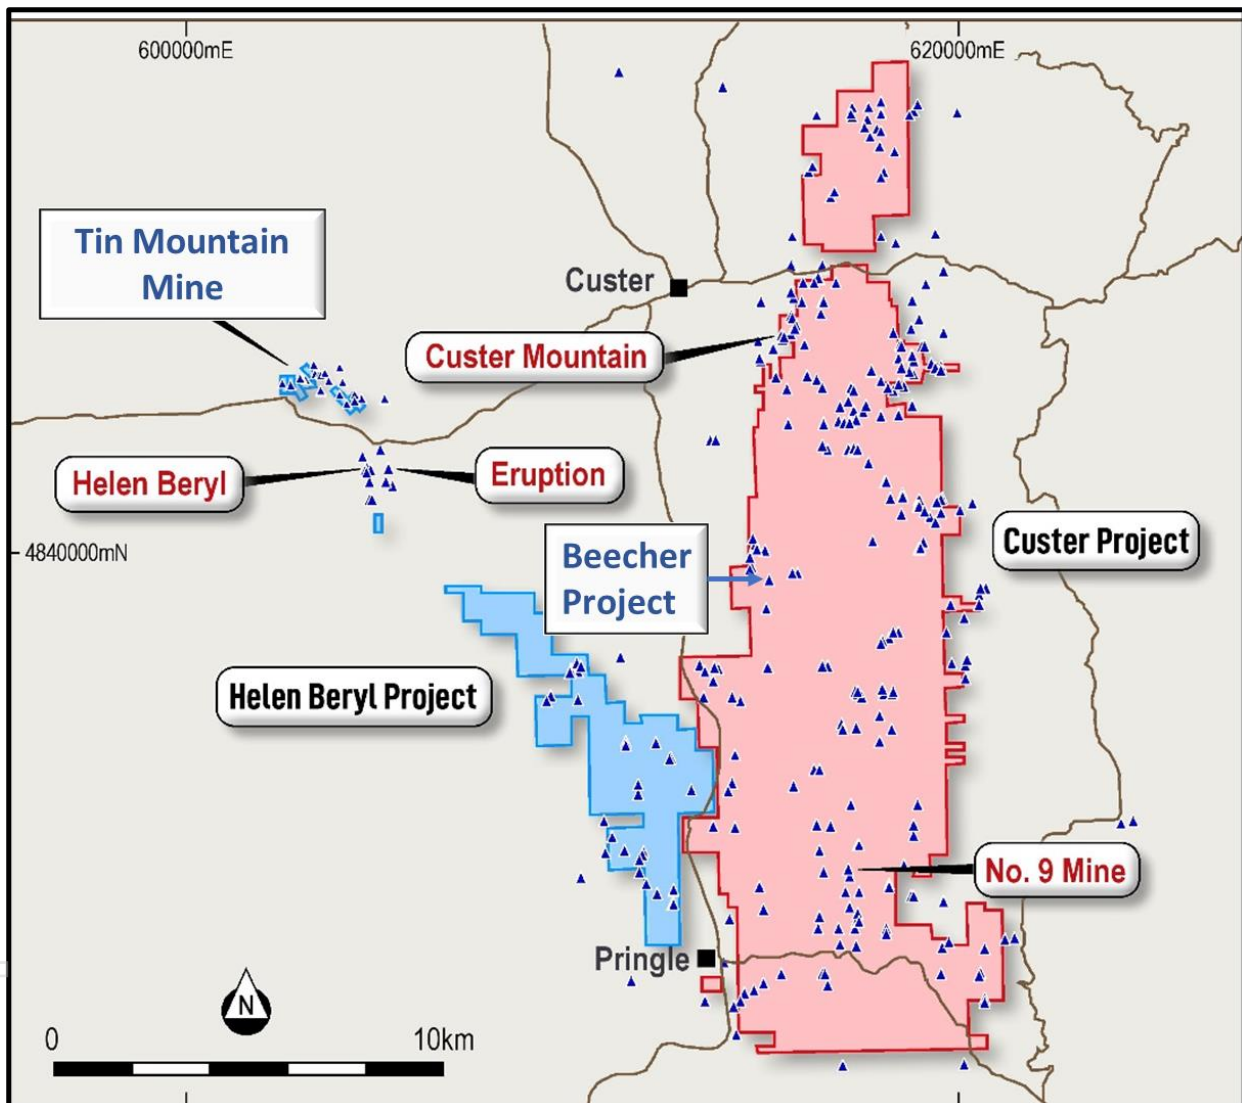 600000mE
620000mE
Tin Mountain
Mine
Custer
Custer Mountain
Helen Beryl
Eruption
4840000mN
Beecher
Project
Custer Project
Helen Beryl Project
No. 9 Mine
Pringle
N
0
10km